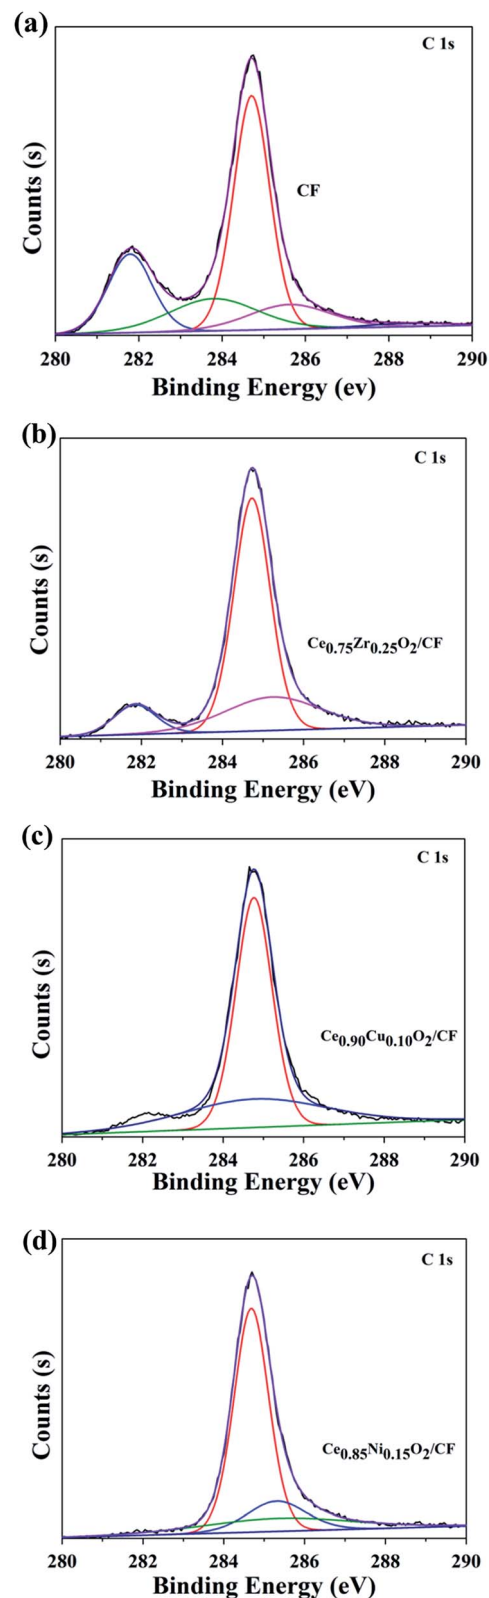 (a)
C 1s
CF
Counts (s)
280 282 284 286 288 290
Binding Energy (ev)
(b)
C 1s
Ce0.75Zr0.25O2/CF
Counts (s)
280 282 284 286 288 290
Binding Energy (eV)
(c)
C 1s
Ce0.90Cu0.10O2/CF
Counts (s)
280 282 284 286 288 290
Binding Energy (eV)
(d)
C 1s
Ce0.85Ni0.15O2/CF
Counts (s)
280 282 284 286 288 290
Binding Energy (eV)